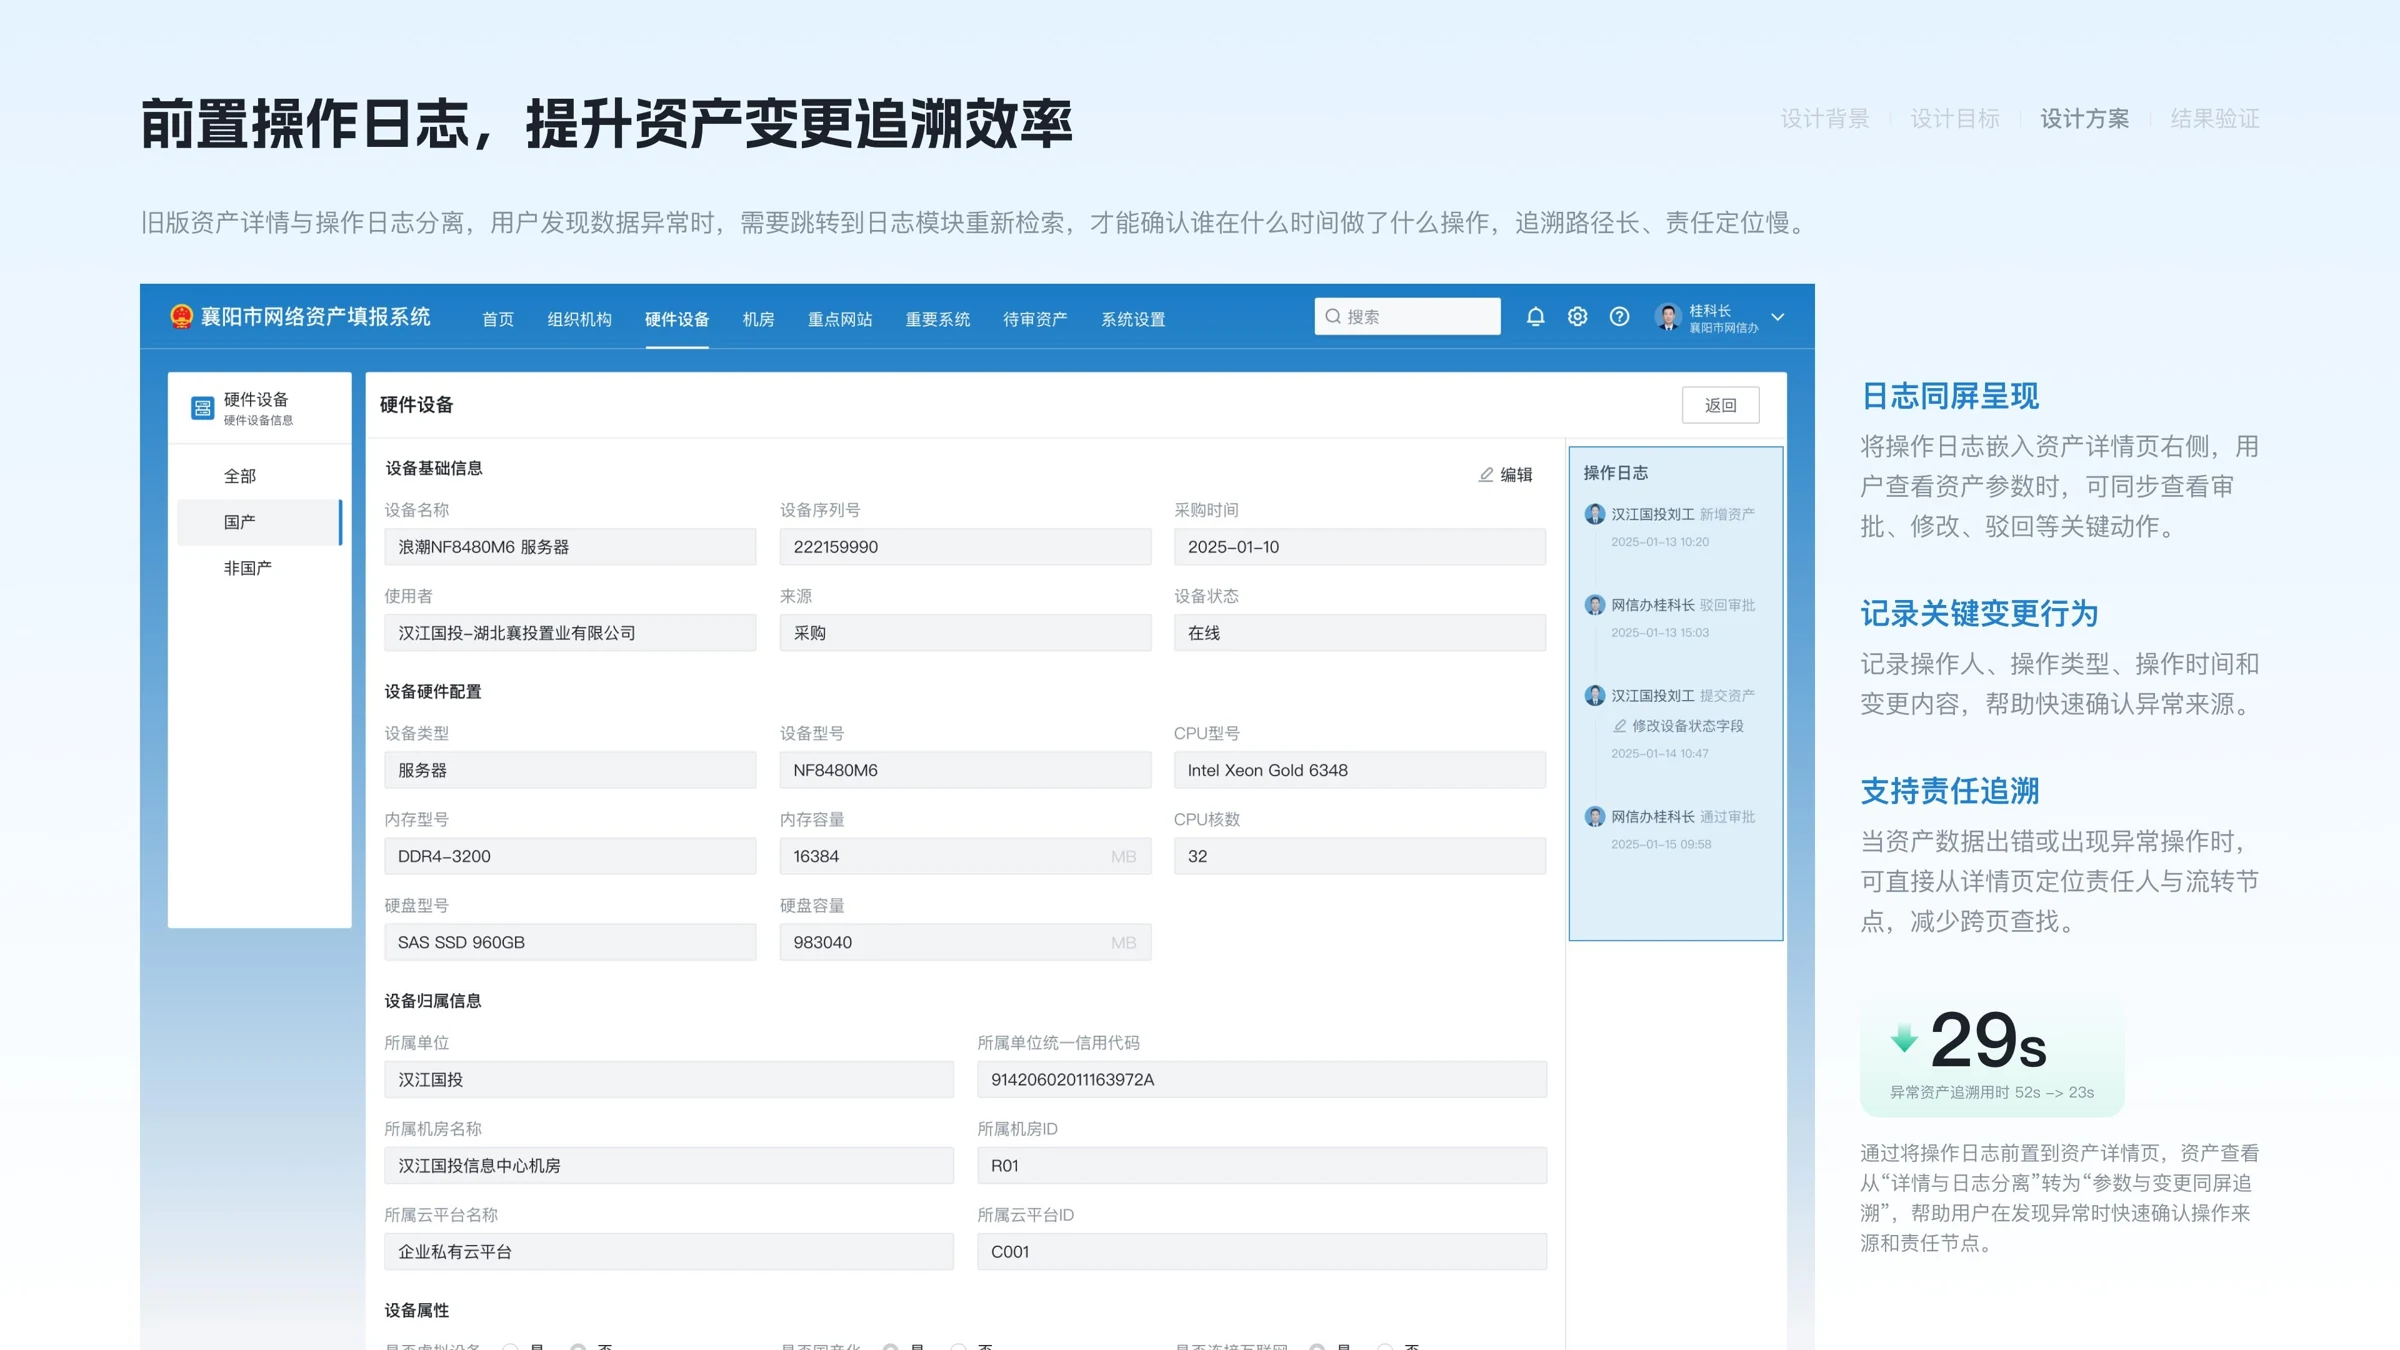 前置操作日志，提升资产变更追溯效率
设计背景 设计目标 设计方案 结果验证
旧版资产详情与操作日志分离，用户发现数据异常时，需要跳转到日志模块重新检索，才能确认谁在什么时间做了什么操作，追溯路径长、责任定位慢。
襄阳市网络资产填报系统 首页 组织机构 硬件设备 机房 重点网站 重要系统 待审资产 系统设置 搜索 桂科长
襄阳市网信办
硬件设备
硬件设备信息
全部
国产
非国产
硬件设备 返回
设备基础信息 编辑
设备名称 设备序列号 采购时间
浪潮NF8480M6 服务器 222159990 2025-01-10
使用者 来源 设备状态
汉江国投-湖北襄投置业有限公司 采购 在线
设备硬件配置
设备类型 设备型号 CPU型号
服务器 NF8480M6 Intel Xeon Gold 6348
内存型号 内存容量 CPU核数
DDR4-3200 16384 MB 32
硬盘型号 硬盘容量
SAS SSD 960GB 983040 MB
设备归属信息
所属单位 所属单位统一信用代码
汉江国投 91420602011163972A
所属机房名称 所属机房ID
汉江国投信息中心机房 R01
所属云平台名称 所属云平台ID
企业私有云平台 C001
设备属性
是否虚拟设备 是 否 是否国产化 是 否 是否连接互联网 是 否
操作日志
汉江国投刘工 新增资产
2025-01-13 10:20
网信办桂科长 驳回审批
2025-01-13 15:03
汉江国投刘工 提交资产
修改设备状态字段
2025-01-14 10:47
网信办桂科长 通过审批
2025-01-15 09:58
日志同屏呈现
将操作日志嵌入资产详情页右侧，用
户查看资产参数时，可同步查看审
批、修改、驳回等关键动作。
记录关键变更行为
记录操作人、操作类型、操作时间和
变更内容，帮助快速确认异常来源。
支持责任追溯
当资产数据出错或出现异常操作时，
可直接从详情页定位责任人与流转节
点，减少跨页查找。
29s
异常资产追溯用时 52s -> 23s
通过将操作日志前置到资产详情页，资产查看
从“详情与日志分离”转为“参数与变更同屏追
溯”，帮助用户在发现异常时快速确认操作来
源和责任节点。